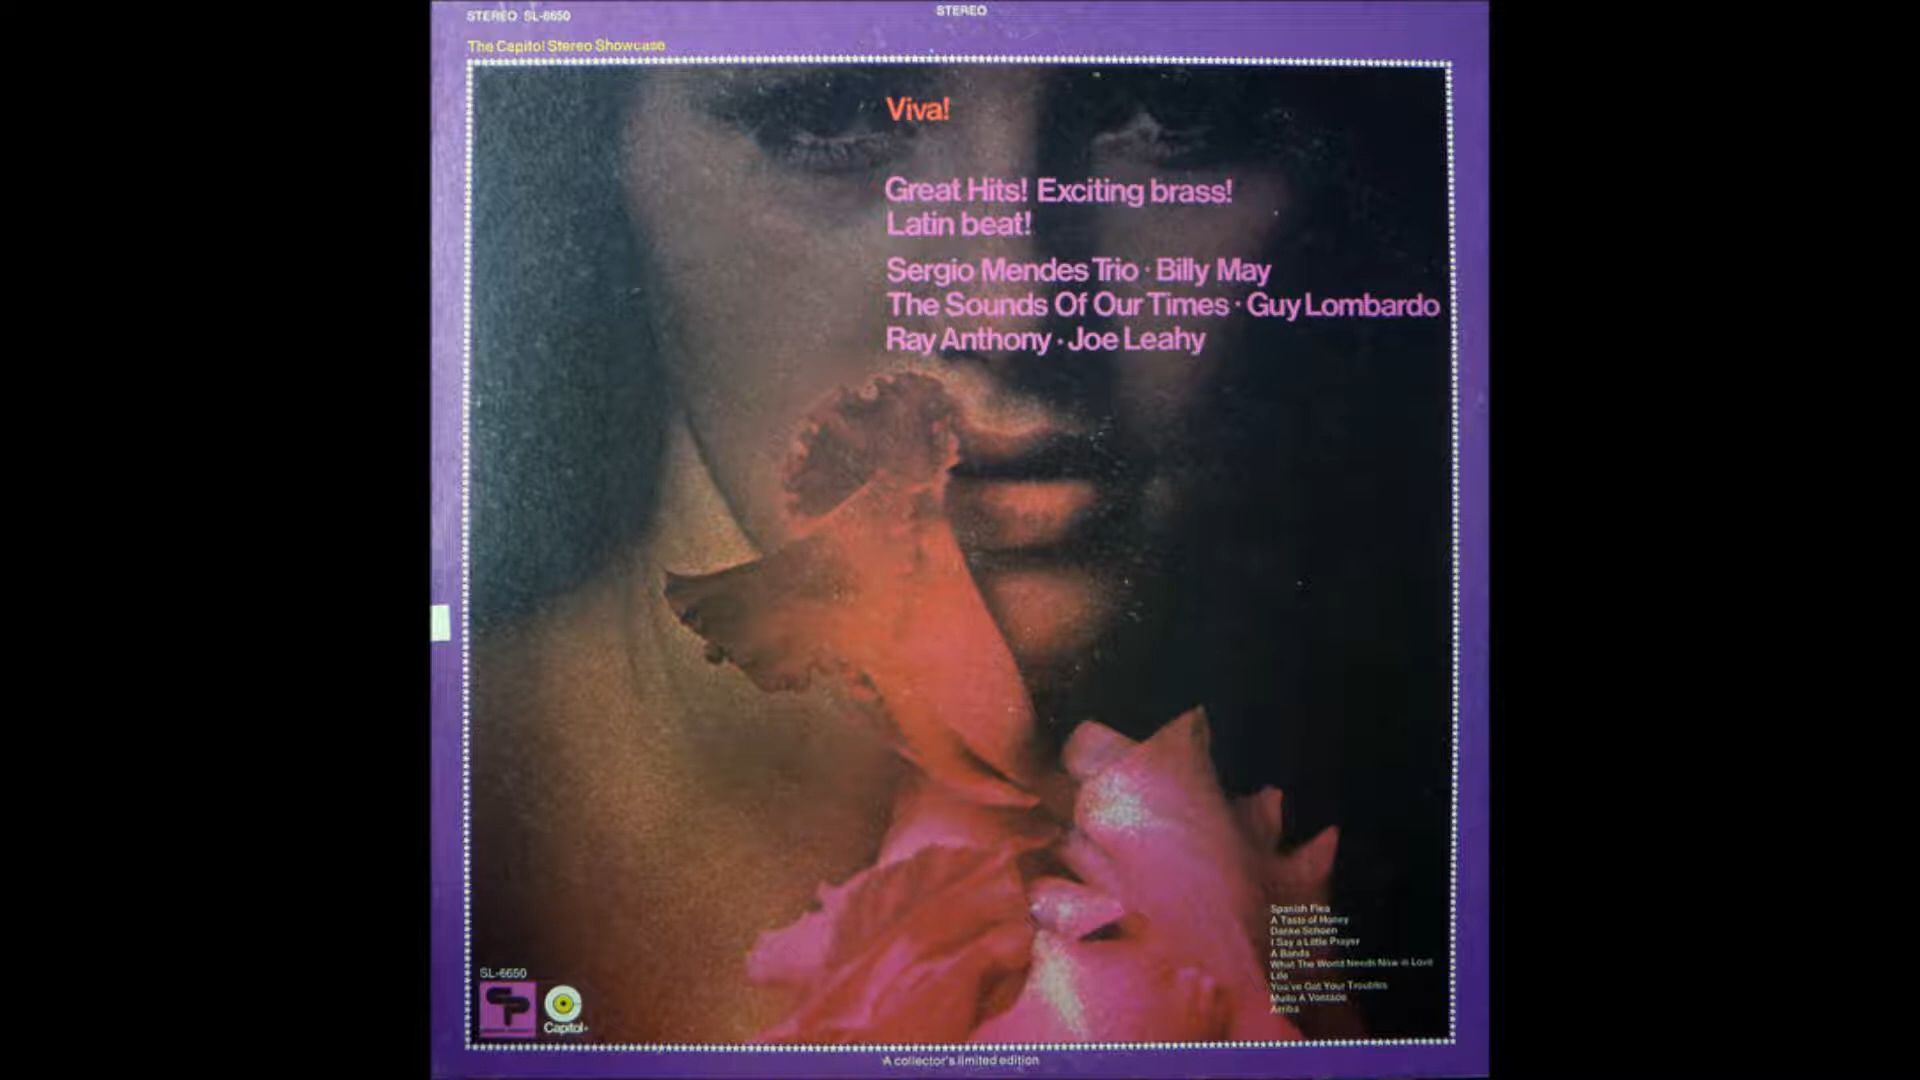 STEREO SL-6650
STEREO
The Capitol Stereo Showcase
Viva!
Great Hits! Exciting brass!
Latin beat!
Sergio Mendes Trio · Billy May
The Sounds Of Our Times · Guy Lombardo
Ray Anthony · Joe Leahy
Spanish Flea
A Taste of Honey
Danke Schoen
I Say a Little Prayer
A Banda
What The World Needs Now is Love
Life
You've Got Your Troubles
Muito A Vontade
Arriba
SL-6650
CP
Capitol
A collector's limited edition